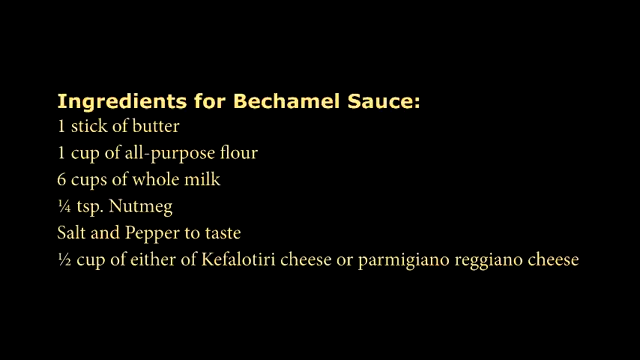 Ingredients for Bechamel Sauce:
1 stick of butter
1 cup of all-purpose flour
6 cups of whole milk
¼ tsp. Nutmeg
Salt and Pepper to taste
½ cup of either of Kefalotiri cheese or parmigiano reggiano cheese